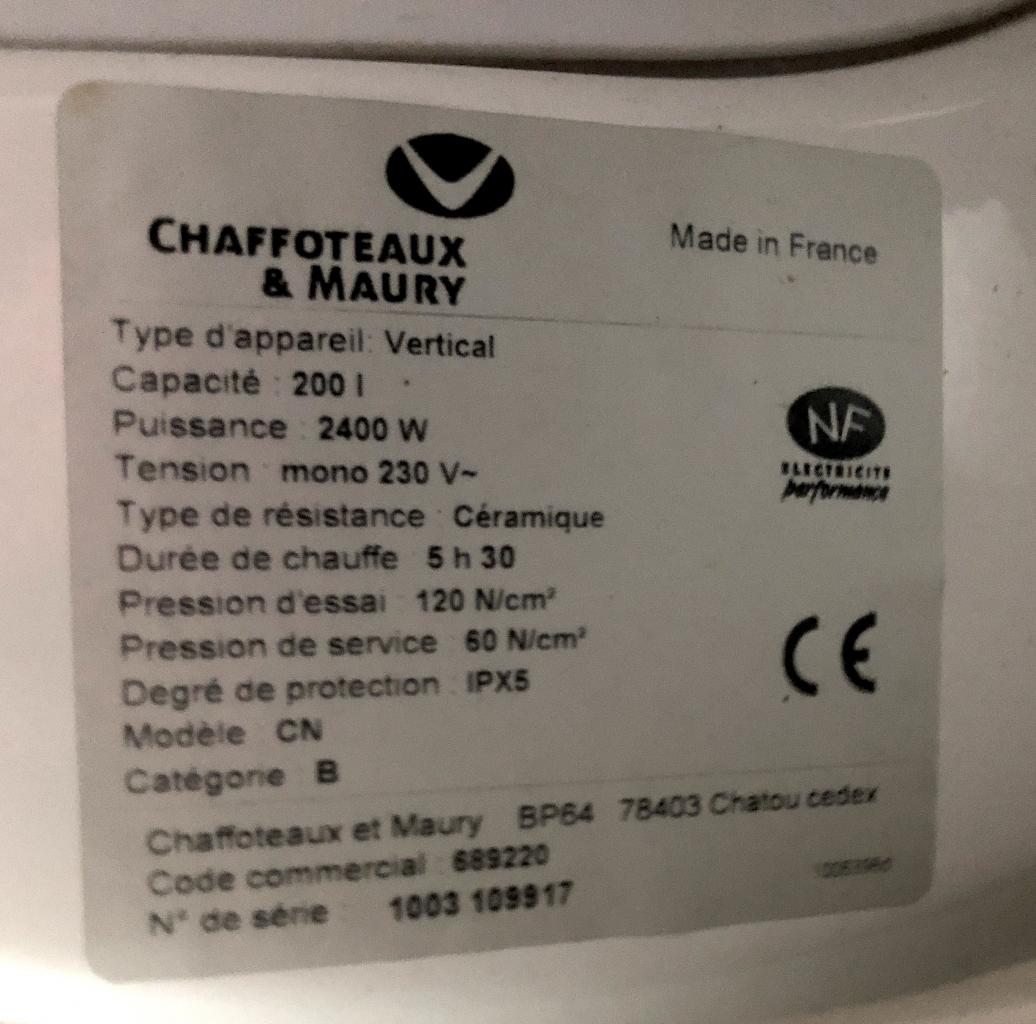 CHAFFOTEAUX
& MAURY
Made in France
Type d'appareil: Vertical
Capacité : 200 l
Puissance : 2400 W
Tension : mono 230 V~
Type de résistance : Céramique
Durée de chauffe 5 h 30
Pression d'essai : 120 N/cm²
Pression de service : 60 N/cm²
Degré de protection : IPX5
Modèle CN
Catégorie B
NF
ELECTRICITE
performance
CE
Chaffoteaux et Maury BP64 78403 Chatou cedex
Code commercial : 689220
N° de série : 1003 109917